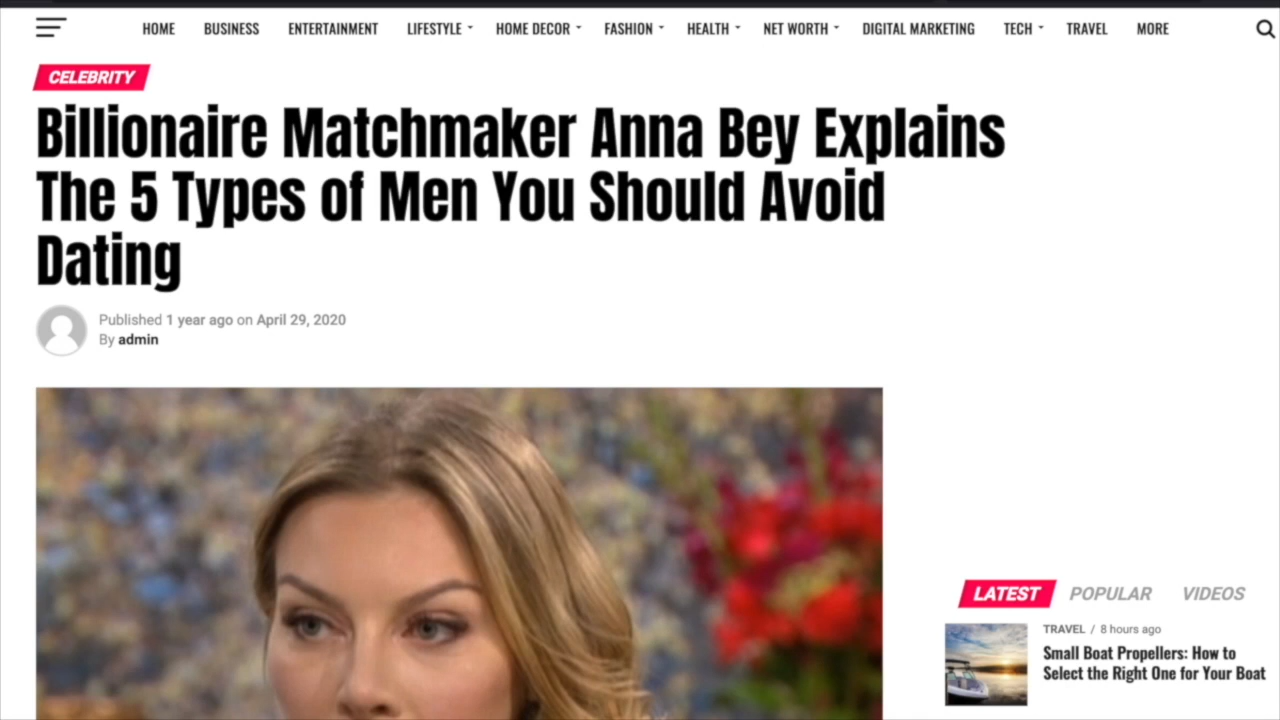 HOME BUSINESS ENTERTAINMENT LIFESTYLE HOME DECOR FASHION HEALTH NET WORTH DIGITAL MARKETING TECH TRAVEL MORE
CELEBRITY
Billionaire Matchmaker Anna Bey Explains
The 5 Types of Men You Should Avoid
Dating
Published 1 year ago on April 29, 2020
By admin
LATEST POPULAR VIDEOS
TRAVEL / 8 hours ago
Small Boat Propellers: How to
Select the Right One for Your Boat